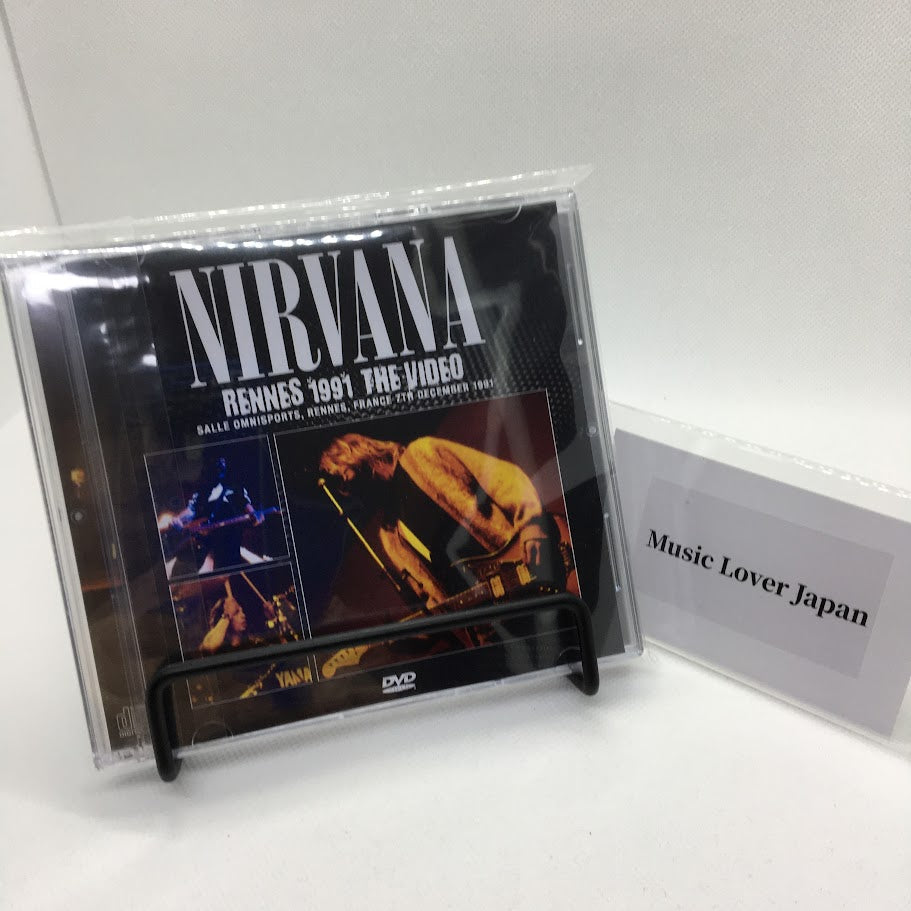 NIRVANA
RENNES 1991 THE VIDEO
SALLE OMNISPORTS, RENNES, FRANCE 7TH DECEMBER 1991
DVD
Music Lover Japan